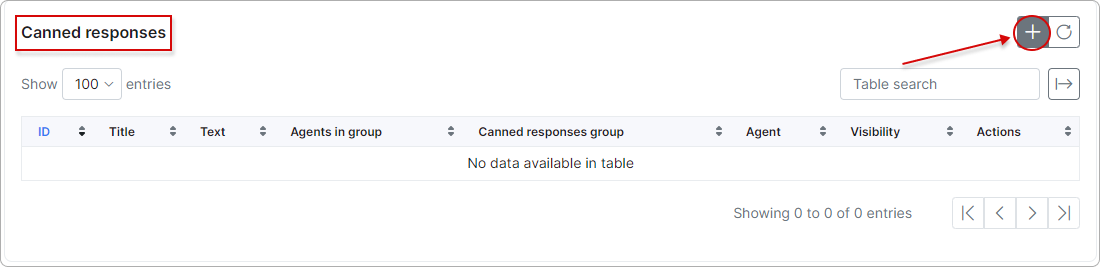 Canned responses
Show 100 entries Table search
ID Title Text Agents in group Canned responses group Agent Visibility Actions
No data available in table
Showing 0 to 0 of 0 entries